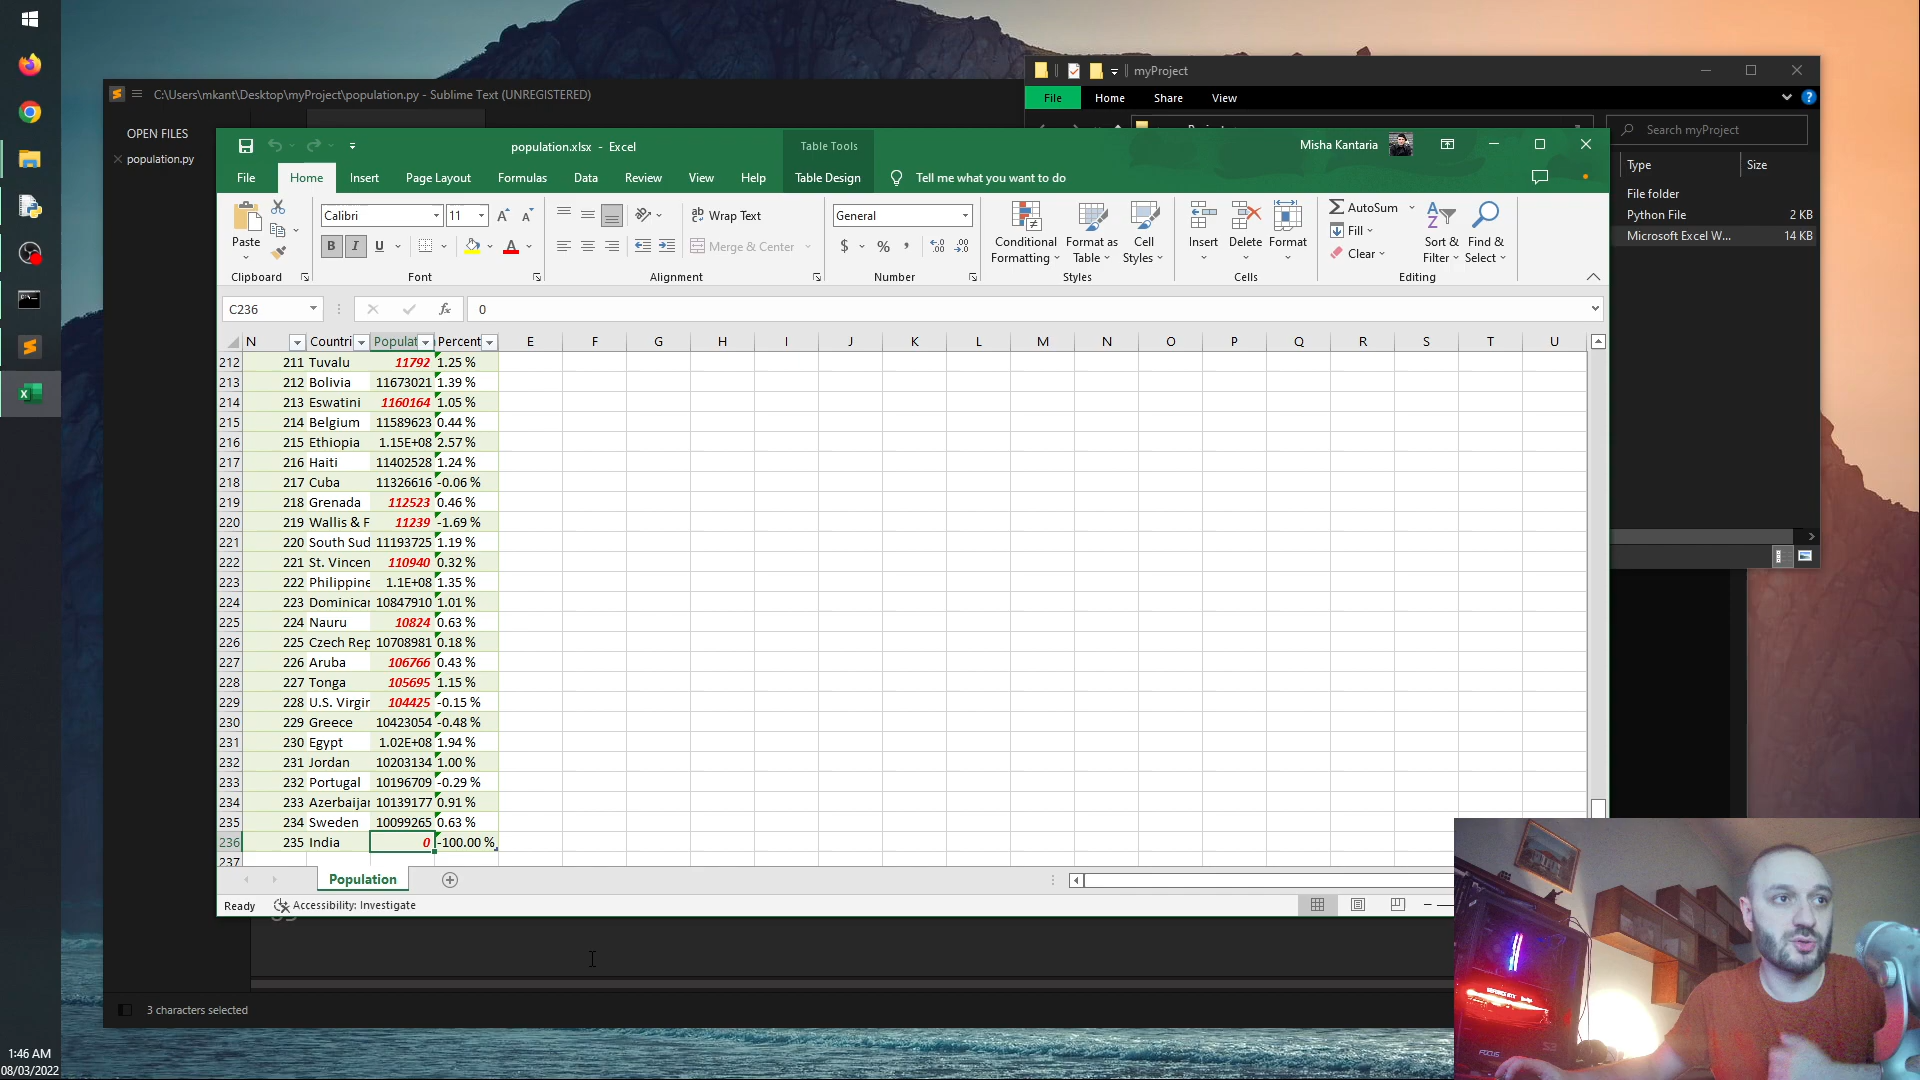 C:\Users\mkant\Desktop\myProject\population.py - Sublime Text (UNREGISTERED)
OPEN FILES
population.py
myProject
File Home Share View
Search myProject
Type Size
File folder
Python File 2 KB
Microsoft Excel W... 14 KB
population.xlsx - Excel
Table Tools
Misha Kantaria
File Home Insert Page Layout Formulas Data Review View Help Table Design Tell me what you want to do
Paste
Clipboard
Calibri 11
B I U
Font
Wrap Text
Merge & Center
Alignment
General
$ % ,
Number
Conditional Formatting
Format as Table
Cell Styles
Styles
Insert Delete Format
Cells
AutoSum
Fill
Clear
Sort & Filter
Find & Select
Editing
C236 fx 0
N Countri Populat Percent E F G H I J K L M N O P Q R S T U
212 211 Tuvalu 11792 1.25 %
213 212 Bolivia 11673021 1.39 %
214 213 Eswatini 1160164 1.05 %
215 214 Belgium 11589623 0.44 %
216 215 Ethiopia 1.15E+08 2.57 %
217 216 Haiti 11402528 1.24 %
218 217 Cuba 11326616 -0.06 %
219 218 Grenada 112523 0.46 %
220 219 Wallis & F 11239 -1.69 %
221 220 South Sud 11193725 1.19 %
222 221 St. Vincen 110940 0.32 %
223 222 Philippine 1.1E+08 1.35 %
224 223 Dominicar 10847910 1.01 %
225 224 Nauru 10824 0.63 %
226 225 Czech Rep 10708981 0.18 %
227 226 Aruba 106766 0.43 %
228 227 Tonga 105695 1.15 %
229 228 U.S. Virgir 104425 -0.15 %
230 229 Greece 10423054 -0.48 %
231 230 Egypt 1.02E+08 1.94 %
232 231 Jordan 10203134 1.00 %
233 232 Portugal 10196709 -0.29 %
234 233 Azerbaijar 10139177 0.91 %
235 234 Sweden 10099265 0.63 %
236 235 India 0 -100.00 %
237
Population
Ready Accessibility: Investigate
3 characters selected
1:46 AM
08/03/2022